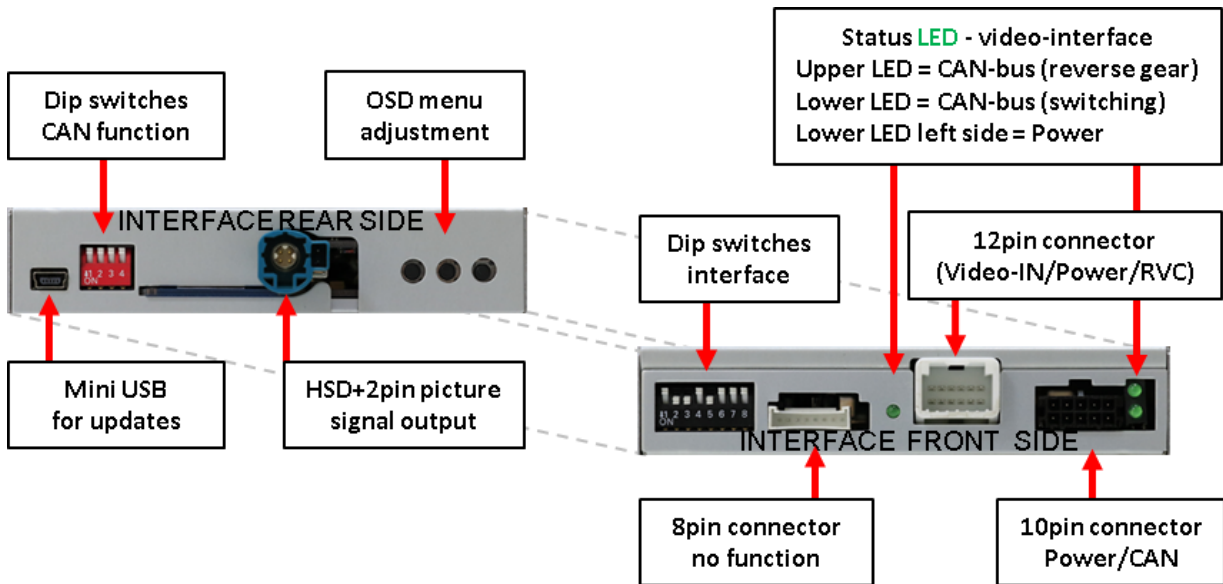 Status LED - video-interface
Upper LED = CAN-bus (reverse gear)
Lower LED = CAN-bus (switching)
Lower LED left side = Power
Dip switches
CAN function
OSD menu
adjustment
INTERFACE REAR SIDE
1 2 3 4
ON
Dip switches
interface
12pin connector
(Video-IN/Power/RVC)
Mini USB
for updates
HSD+2pin picture
signal output
1 2 3 4 5 6 7 8
ON
INTERFACE FRONT SIDE
8pin connector
no function
10pin connector
Power/CAN